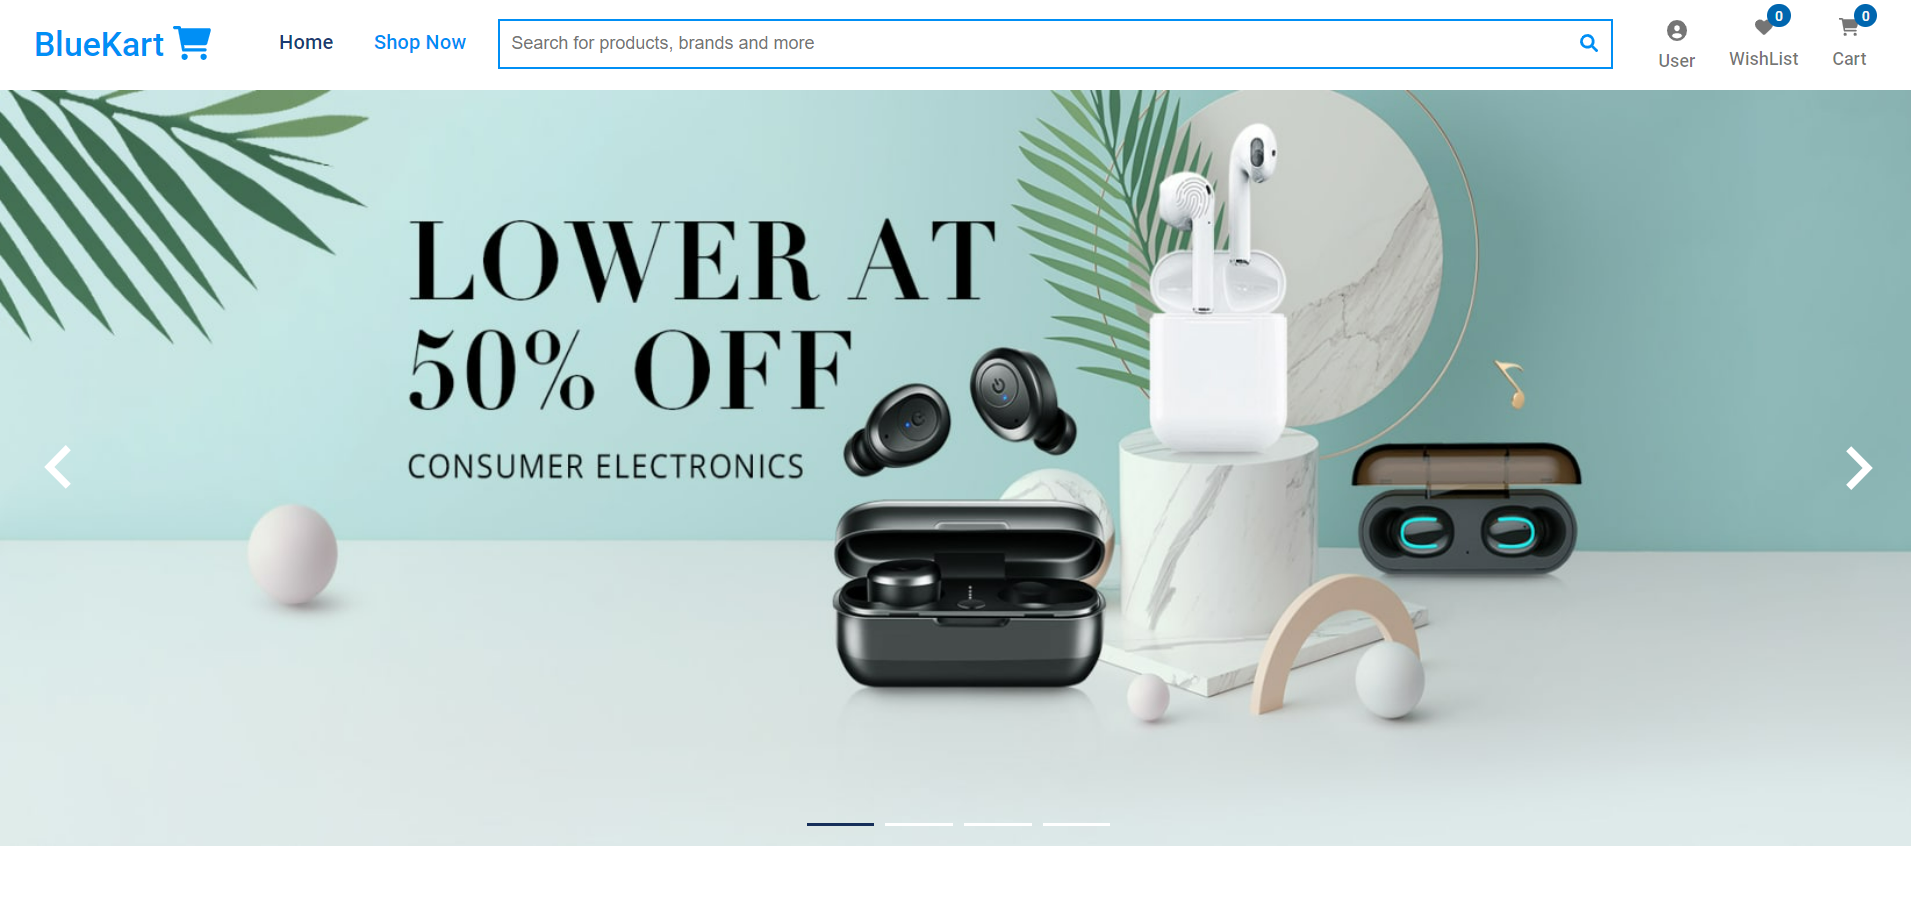 BlueKart
Home
Shop Now
Search for products, brands and more
User
0
WishList
0
Cart
LOWER AT
50% OFF
CONSUMER ELECTRONICS